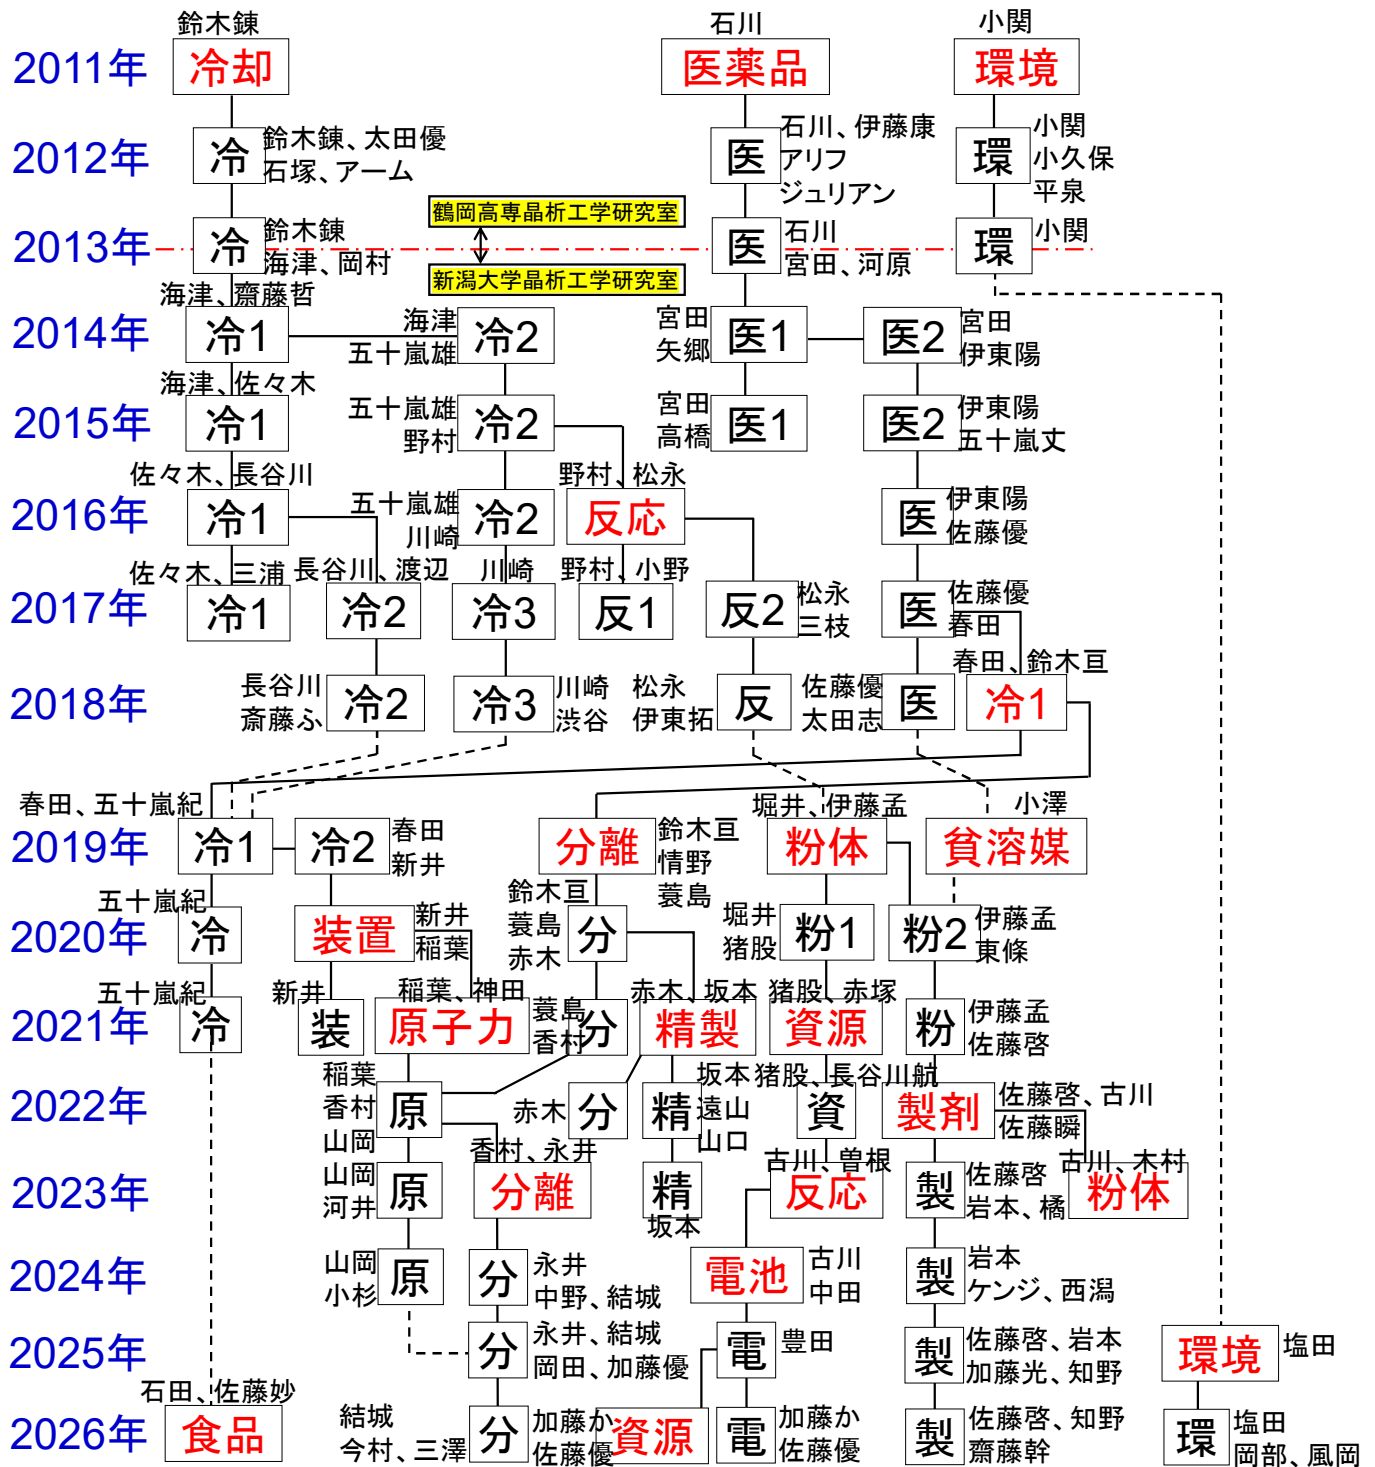 鈴木錬
石川
小関
2011年
冷却
医薬品
環境
2012年
冷
鈴木錬、太田優
石塚、アーム
医
石川、伊藤康
アリフ
ジュリアン
環
小関
小久保
平泉
鶴岡高専晶析工学研究室
2013年
冷
鈴木錬
海津、岡村
医
石川
宮田、河原
環
小関
新潟大学晶析工学研究室
海津、齋藤哲
2014年
冷1
海津
五十嵐雄
冷2
宮田
矢郷
医1
医2
宮田
伊東陽
海津、佐々木
2015年
冷1
五十嵐雄
野村
冷2
宮田
高橋
医1
医2
伊東陽
五十嵐丈
佐々木、長谷川
野村、松永
2016年
冷1
五十嵐雄
川崎
冷2
反応
医
伊東陽
佐藤優
佐々木、三浦
長谷川、渡辺
川崎
野村、小野
2017年
冷1
冷2
冷3
反1
反2
松永
三枝
医
佐藤優
春田
春田、鈴木亘
2018年
長谷川
斎藤ふ
冷2
冷3
川崎
渋谷
松永
伊東拓
反
佐藤優
太田志
医
冷1
春田、五十嵐紀
堀井、伊藤孟
小澤
2019年
冷1
冷2
春田
新井
分離
鈴木亘
情野
蓑島
粉体
貧溶媒
五十嵐紀
2020年
冷
装置
新井
稲葉
鈴木亘
蓑島
赤木
分
堀井
猪股
粉1
粉2
伊藤孟
東條
五十嵐紀
新井
稲葉、神田
赤木、坂本
猪股、赤塚
2021年
冷
装
原子力
蓑島
香村
分
精製
資源
粉
伊藤孟
佐藤啓
猪股、長谷川航
2022年
稲葉
香村
山岡
原
赤木
分
精
坂本
遠山
山口
資
製剤
佐藤啓、古川
佐藤瞬
香村、永井
古川、曽根
古川、木村
2023年
山岡
河井
原
分離
精
坂本
反応
製
佐藤啓
岩本、橘
粉体
2024年
山岡
小杉
原
分
永井
中野、結城
電池
古川
中田
製
岩本
ケンジ、西潟
2025年
分
永井、結城
岡田、加藤優
電
豊田
製
佐藤啓、岩本
加藤光、知野
環境
塩田
石田、佐藤妙
2026年
食品
結城
今村、三澤
分
加藤か
佐藤優
資源
電
加藤か
佐藤優
製
佐藤啓、知野
齋藤幹
環
塩田
岡部、風岡